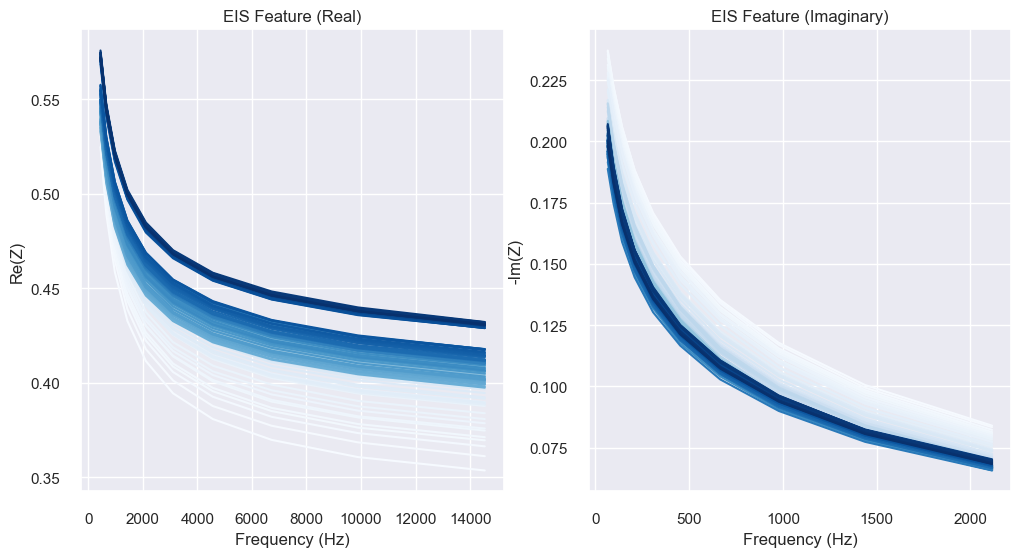 EIS Feature (Real)
0.55
0.50
0.45
0.40
0.35
Re(Z)
0 2000 4000 6000 8000 10000 12000 14000
Frequency (Hz)
EIS Feature (Imaginary)
0.225
0.200
0.175
0.150
0.125
0.100
0.075
-Im(Z)
0 500 1000 1500 2000
Frequency (Hz)